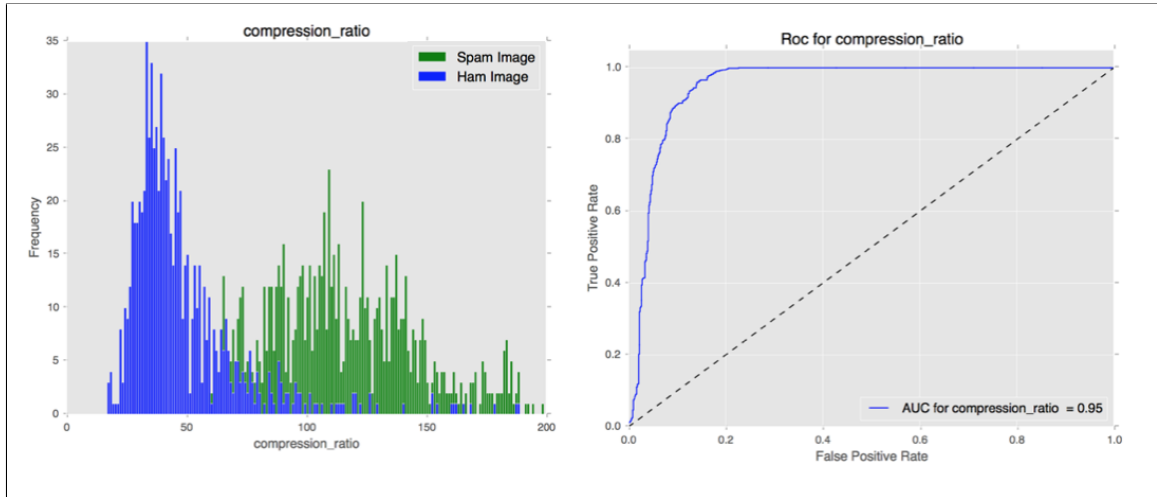 compression_ratio
35
30
25
20
15
10
5
0
Frequency
Spam Image
Ham Image
0 50 100 150 200
compression_ratio
Roc for compression_ratio
1.0
0.8
0.6
0.4
0.2
0.0
True Positive Rate
AUC for compression_ratio = 0.95
0.0 0.2 0.4 0.6 0.8 1.0
False Positive Rate